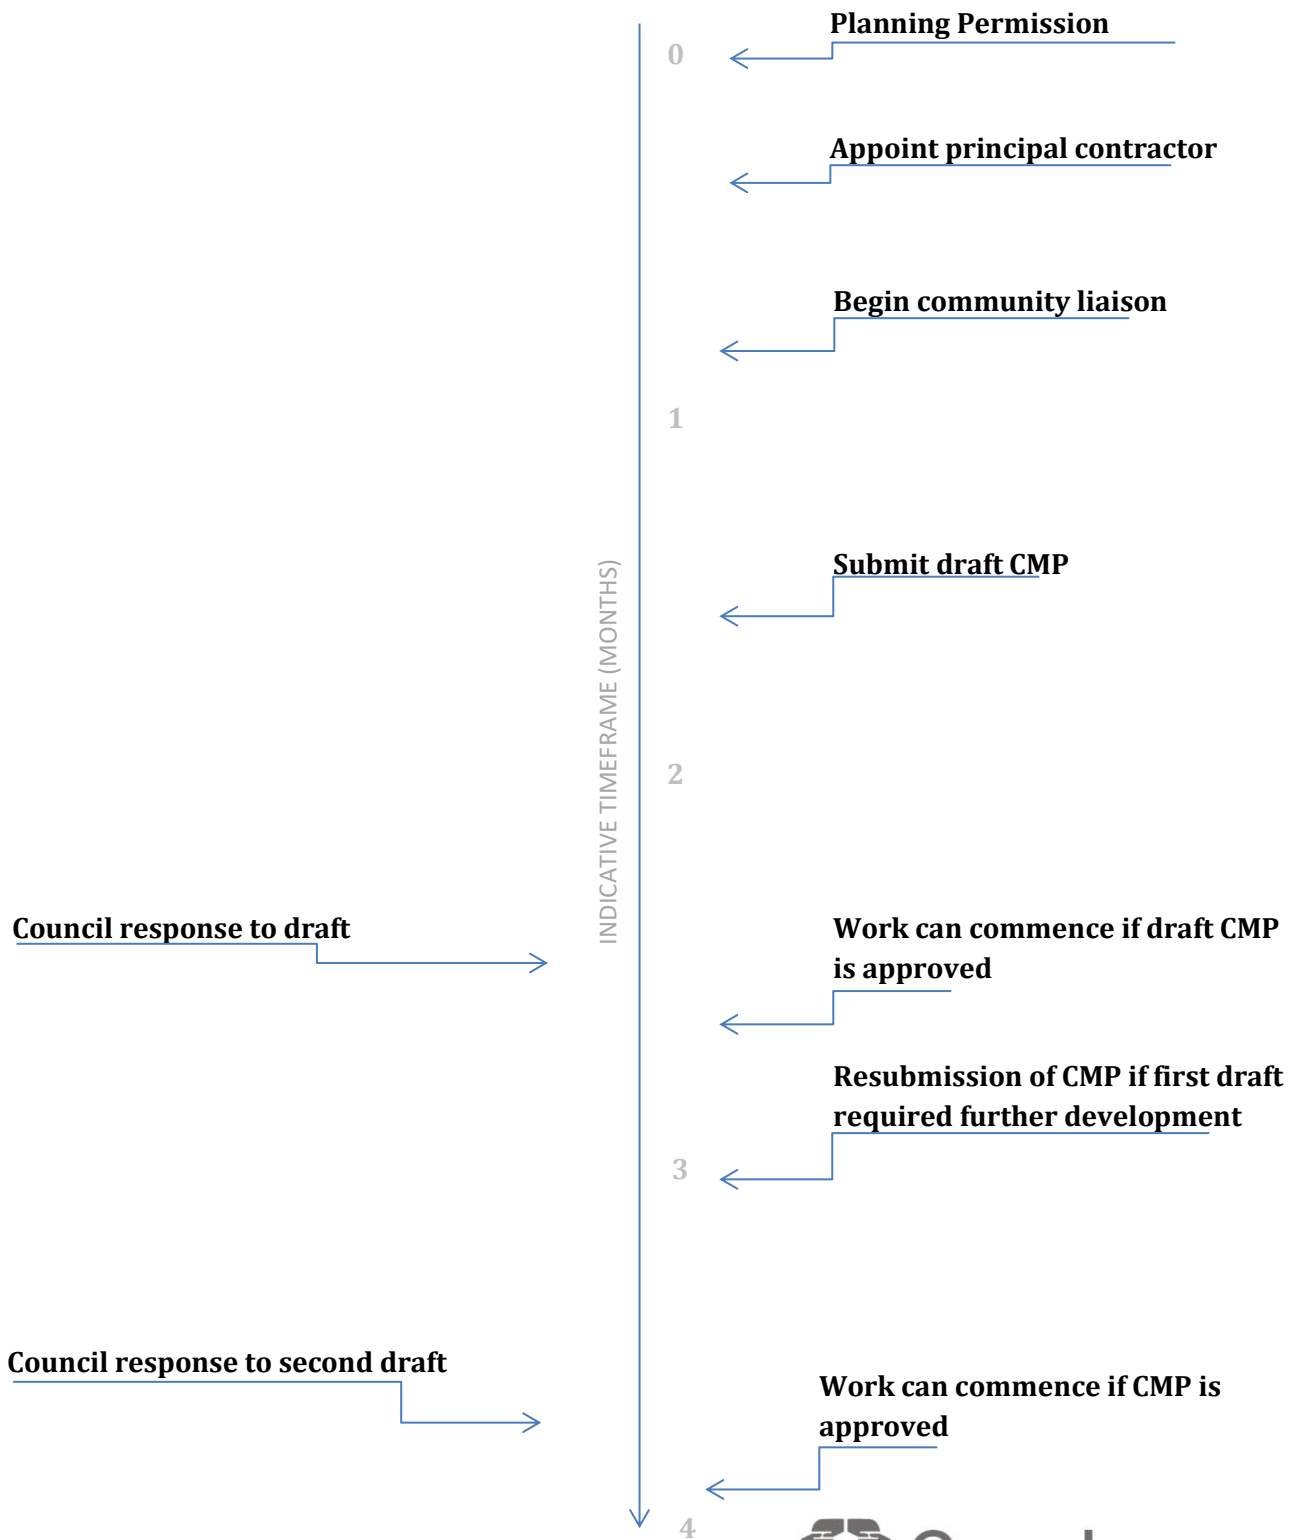 Planning Permission
0
Appoint principal contractor
Begin community liaison
1
Submit draft CMP
INDICATIVE TIMEFRAME (MONTHS)
2
Council response to draft
Work can commence if draft CMP
is approved
Resubmission of CMP if first draft
required further development
3
Council response to second draft
Work can commence if CMP is
approved
4